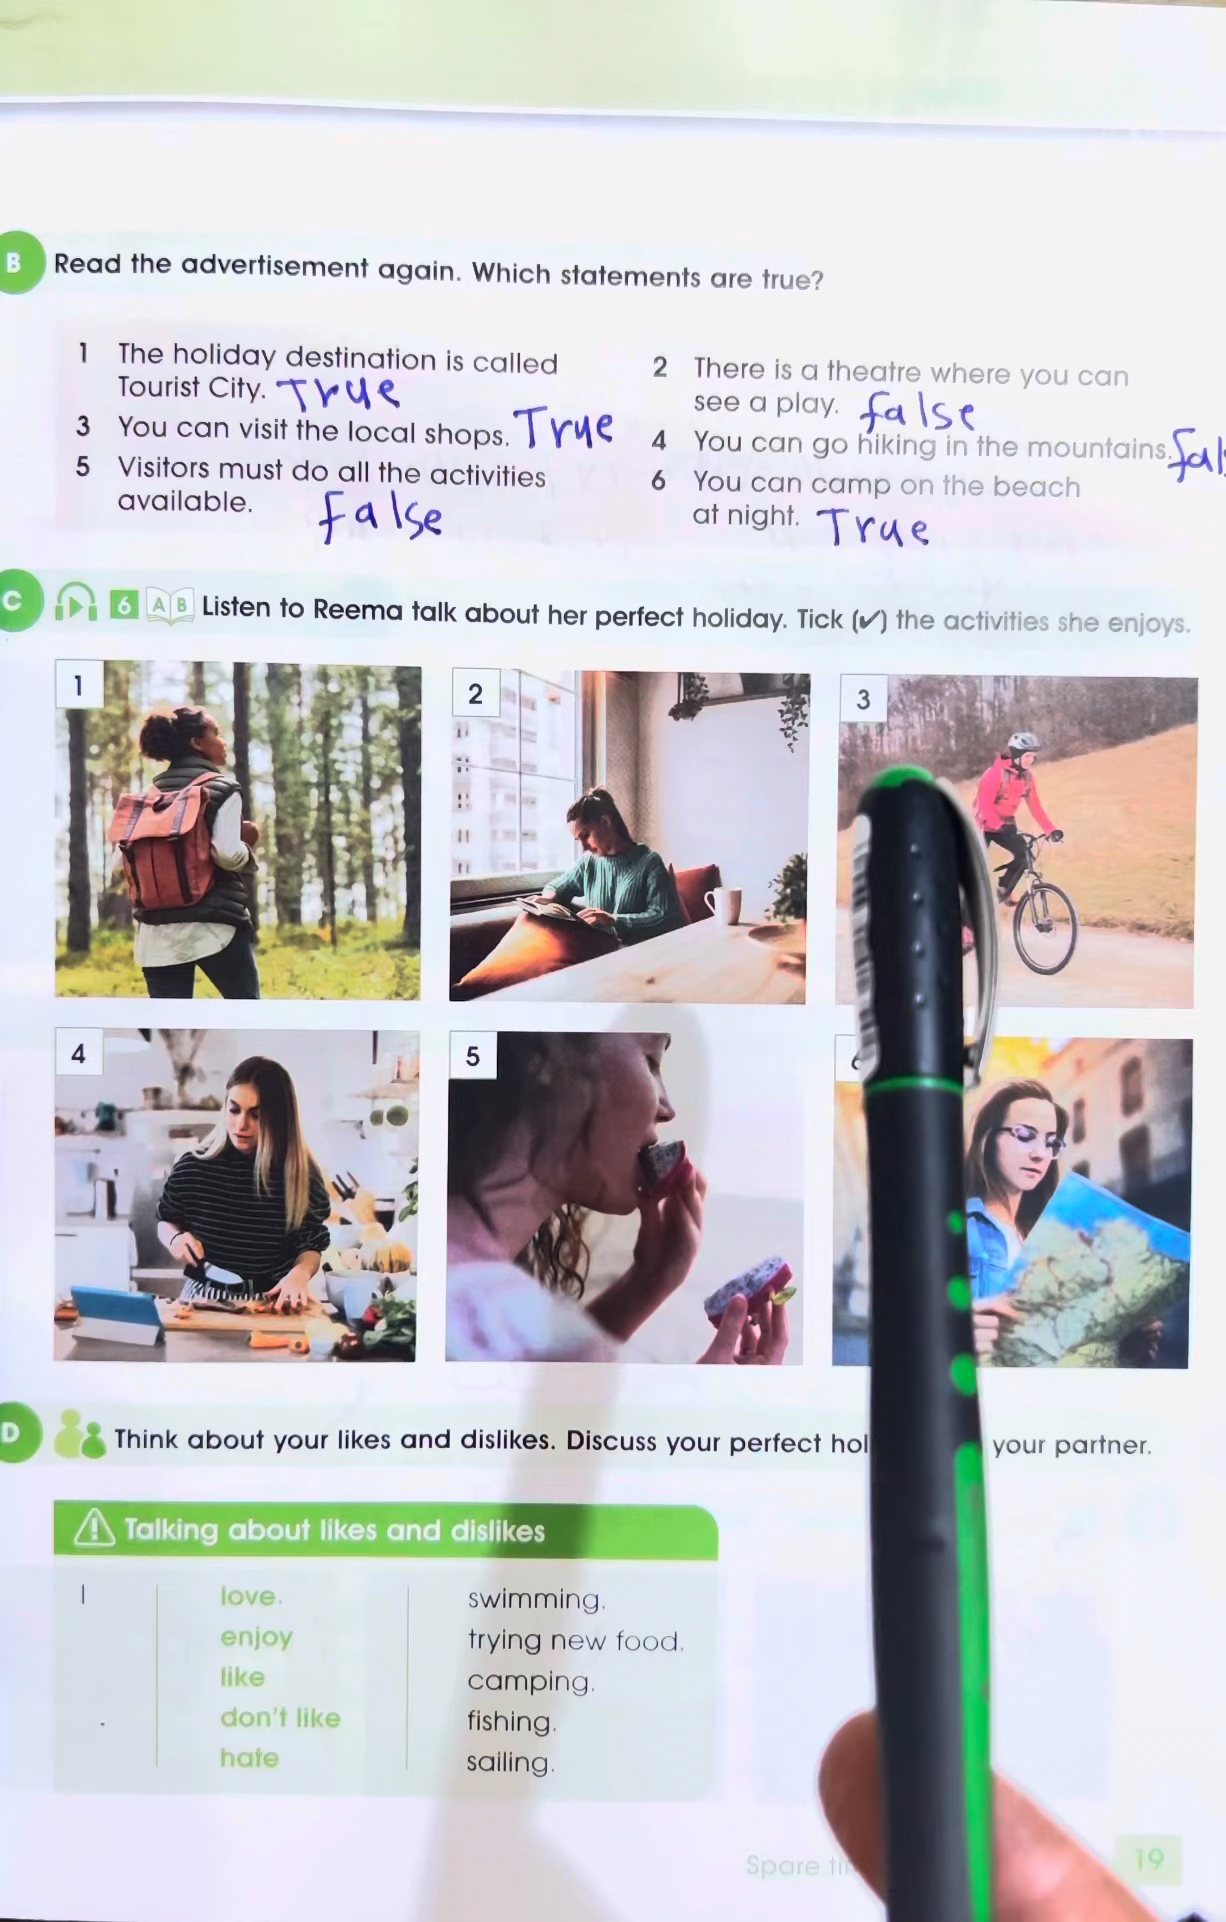 B Read the advertisement again. Which statements are true?
1 The holiday destination is called
Tourist City. True
2 There is a theatre where you can
see a play. false
3 You can visit the local shops. True
4 You can go hiking in the mountains.
5 Visitors must do all the activities
available. false
6 You can camp on the beach
at night. True
C 6 A B Listen to Reema talk about her perfect holiday. Tick (✔) the activities she enjoys.
1
2
3
4
5
D Think about your likes and dislikes. Discuss your perfect your partner.
Talking about likes and dislikes
I love. swimming.
enjoy trying new food.
like camping.
don't like fishing.
hate sailing.
Spare 19